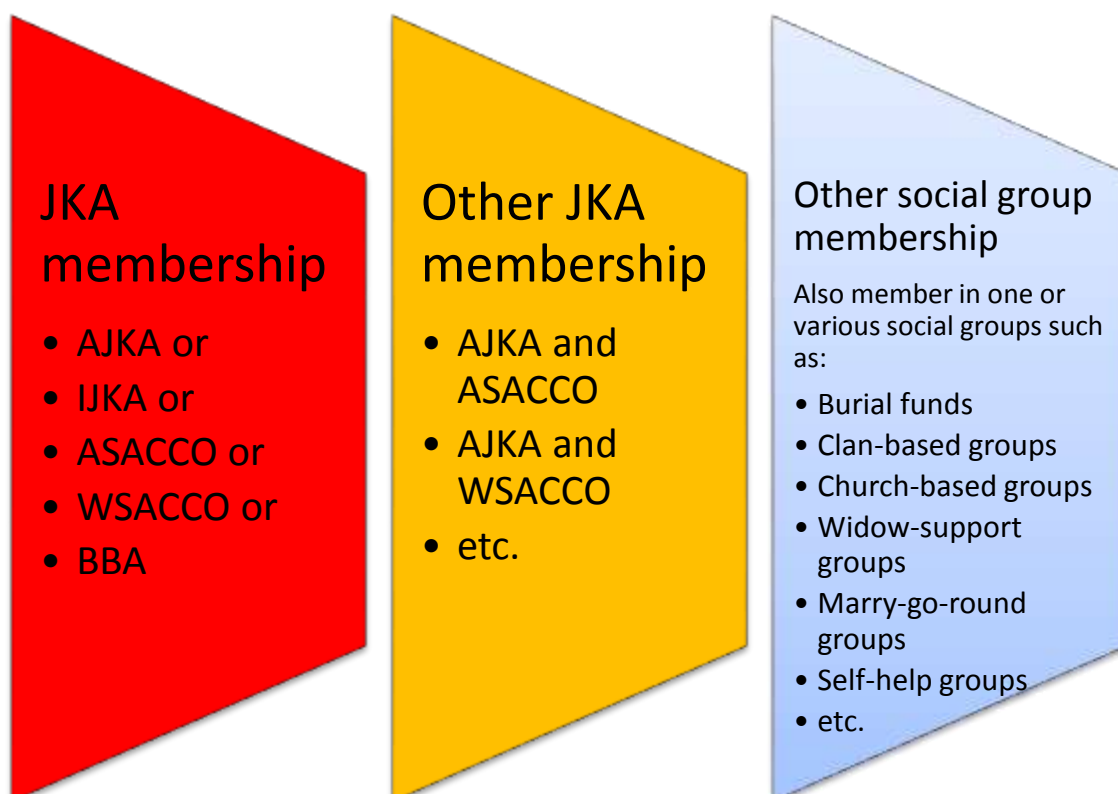 JKA
membership
• AJKA or
• IJKA or
• ASACCO or
• WSACCO or
• BBA
Other JKA
membership
• AJKA and
ASACCO
• AJKA and
WSACCO
• etc.
Other social group
membership
Also member in one or
various social groups such
as:
• Burial funds
• Clan-based groups
• Church-based groups
• Widow-support
groups
• Marry-go-round
groups
• Self-help groups
• etc.